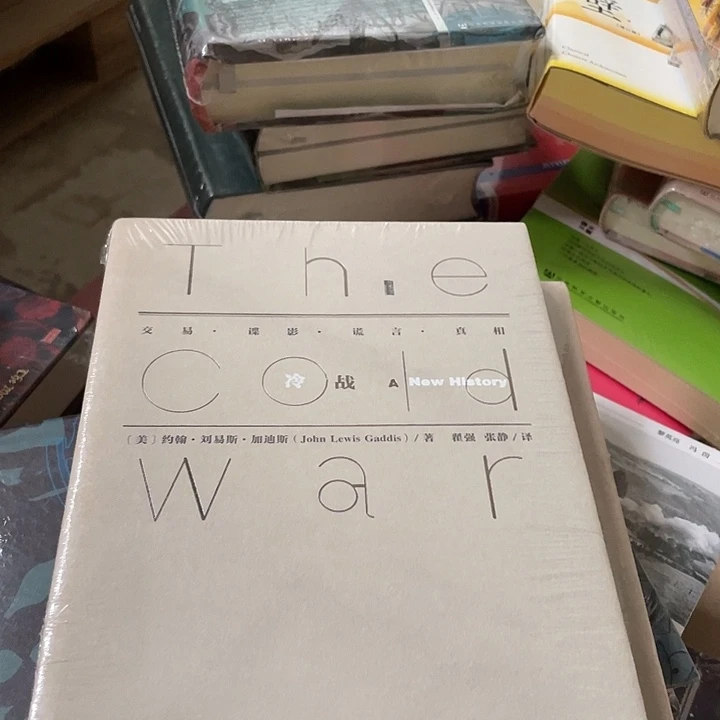 The
交易·谍影·谎言·真相
Cold
冷战 A New History
〔美〕约翰·刘易斯·加迪斯（John Lewis Gaddis）/著 翟强 张静/译
War